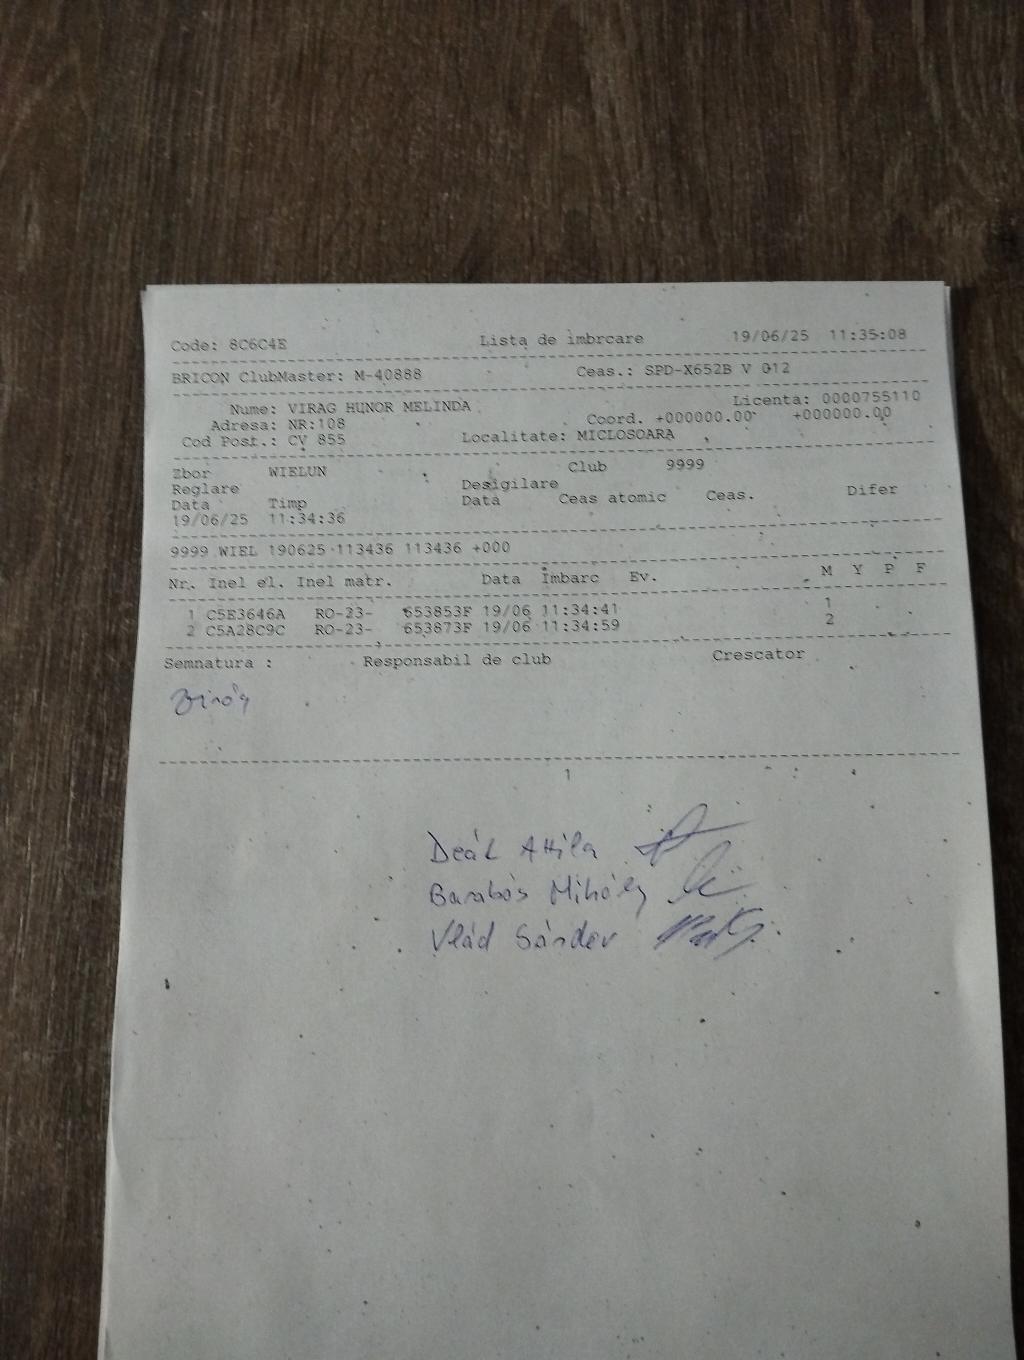 Code: 8C6C4E Lista de imbrcare 19/06/25 11:35:08
BRICON ClubMaster: M-40888 Ceas.: SPD-X652B V 012
Nume: VIRAG HUNOR MELINDA Licenta: 0000755110
Adresa: NR:108 Coord. +000000.00 +000000.00
Cod Post.: CV 855 Localitate: MICLOSOARA
Zbor WIELUN Club 9999
Reglare Desigilare
Data Timp Data Ceas atomic Ceas. Difer
19/06/25 11:34:36
9999 WIEL 190625 113436 113436 +000
Nr. Inel el. Inel matr. Data Imbarc Ev. M Y P F
1 C5E3646A RO-23- 653853F 19/06 11:34:41 1
2 C5A28C9C RO-23- 653873F 19/06 11:34:59 2
Semnatura : Responsabil de club Crescator
Virág
1
Deák Attila
Barabás Mihály
Vlád Sándor